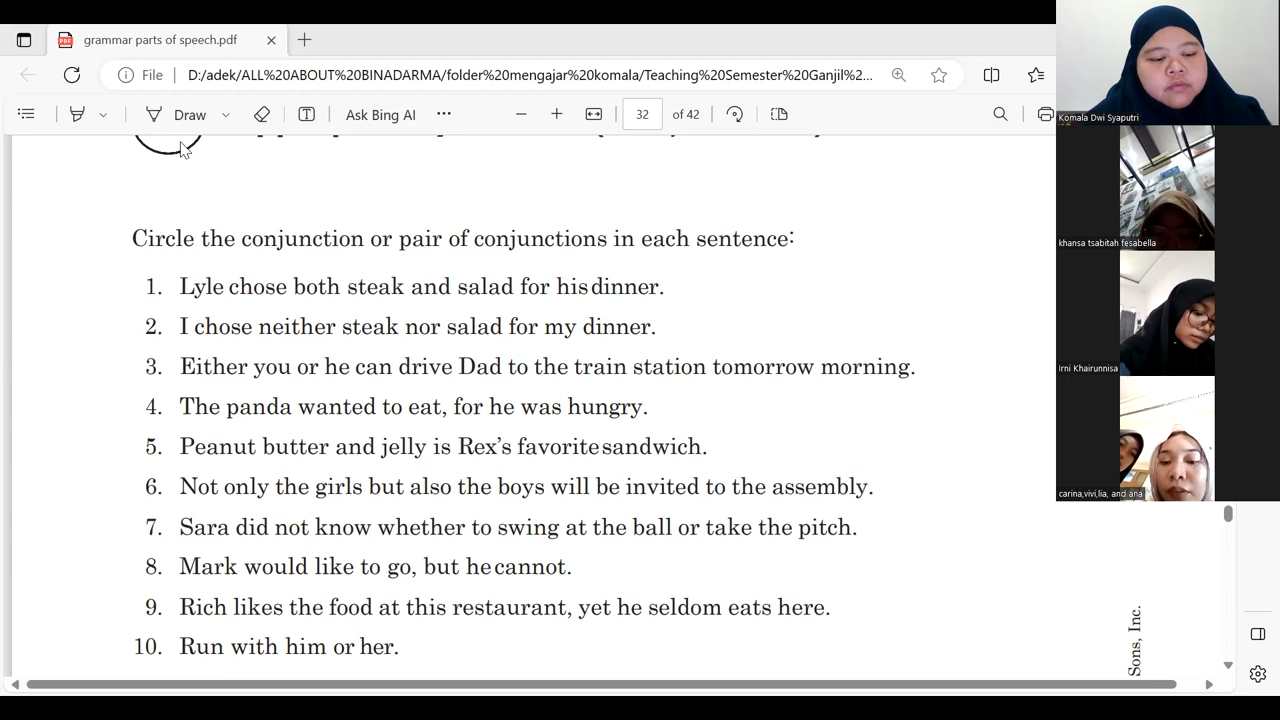 grammar parts of speech.pdf
File D:/adek/ALL%20ABOUT%20BINADARMA/folder%20mengajar%20komala/Teaching%20Semester%20Ganjil%2...
Draw Ask Bing AI 32 of 42
Komala Dwi Syaputri
khansa tsabitah fesabella
Irni Khairunnisa
carina,vivi,lia, and ana
Circle the conjunction or pair of conjunctions in each sentence:
1. Lyle chose both steak and salad for his dinner.
2. I chose neither steak nor salad for my dinner.
3. Either you or he can drive Dad to the train station tomorrow morning.
4. The panda wanted to eat, for he was hungry.
5. Peanut butter and jelly is Rex's favorite sandwich.
6. Not only the girls but also the boys will be invited to the assembly.
7. Sara did not know whether to swing at the ball or take the pitch.
8. Mark would like to go, but he cannot.
9. Rich likes the food at this restaurant, yet he seldom eats here.
10. Run with him or her.
Sons, Inc.